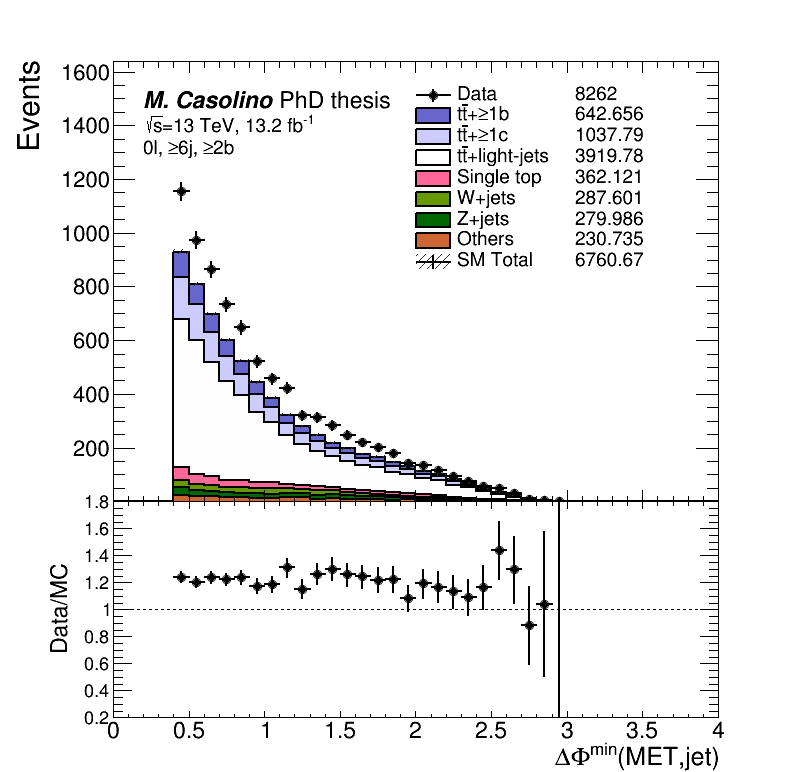 Events
1600
1400
1200
1000
800
600
400
200
M. Casolino PhD thesis
√s=13 TeV, 13.2 fb⁻¹
0l, ≥6j, ≥2b
Data 8262
tt̄+≥1b 642.656
tt̄+≥1c 1037.79
tt̄+light-jets 3919.78
Single top 362.121
W+jets 287.601
Z+jets 279.986
Others 230.735
SM Total 6760.67
Data/MC
1.8
1.6
1.4
1.2
1
0.8
0.6
0.4
0.2
0 0.5 1 1.5 2 2.5 3 3.5 4
ΔΦᵐⁱⁿ(MET,jet)